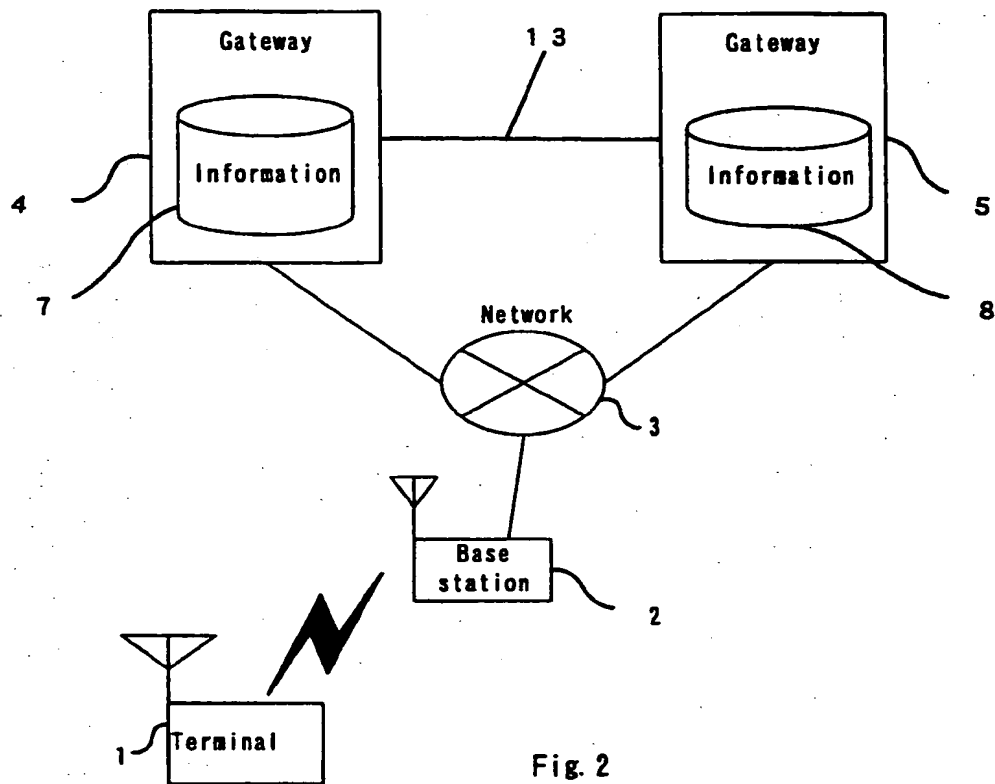 Gateway
13
Gateway
Information
Information
4
5
7
8
Network
3
Base
station
2
1
Terminal
Fig. 2